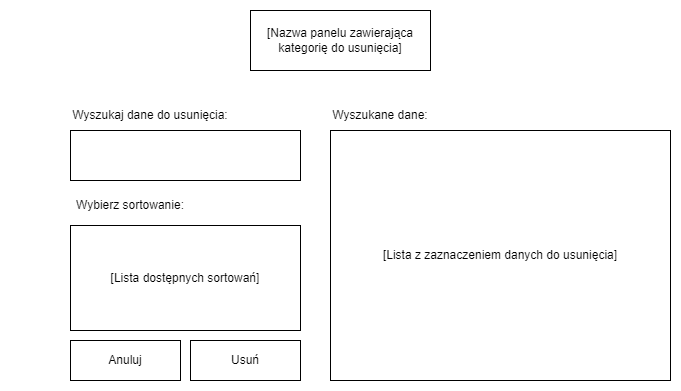 [Nazwa panelu zawierająca
kategorię do usunięcia]
Wyszukaj dane do usunięcia:
Wybierz sortowanie:
[Lista dostępnych sortowań]
Anuluj
Usuń
Wyszukane dane:
[Lista z zaznaczeniem danych do usunięcia]